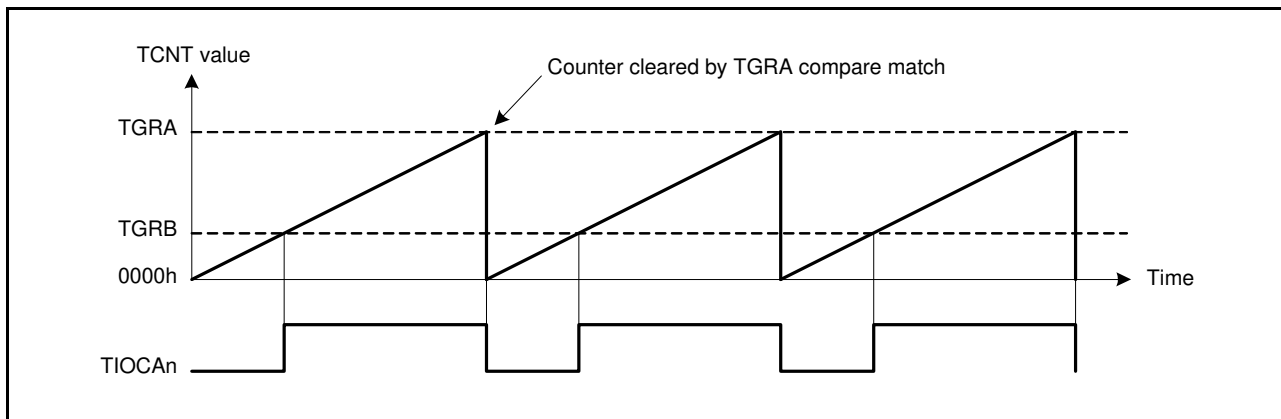 TCNT value
Counter cleared by TGRA compare match
TGRA
TGRB
0000h
Time
TIOCAn